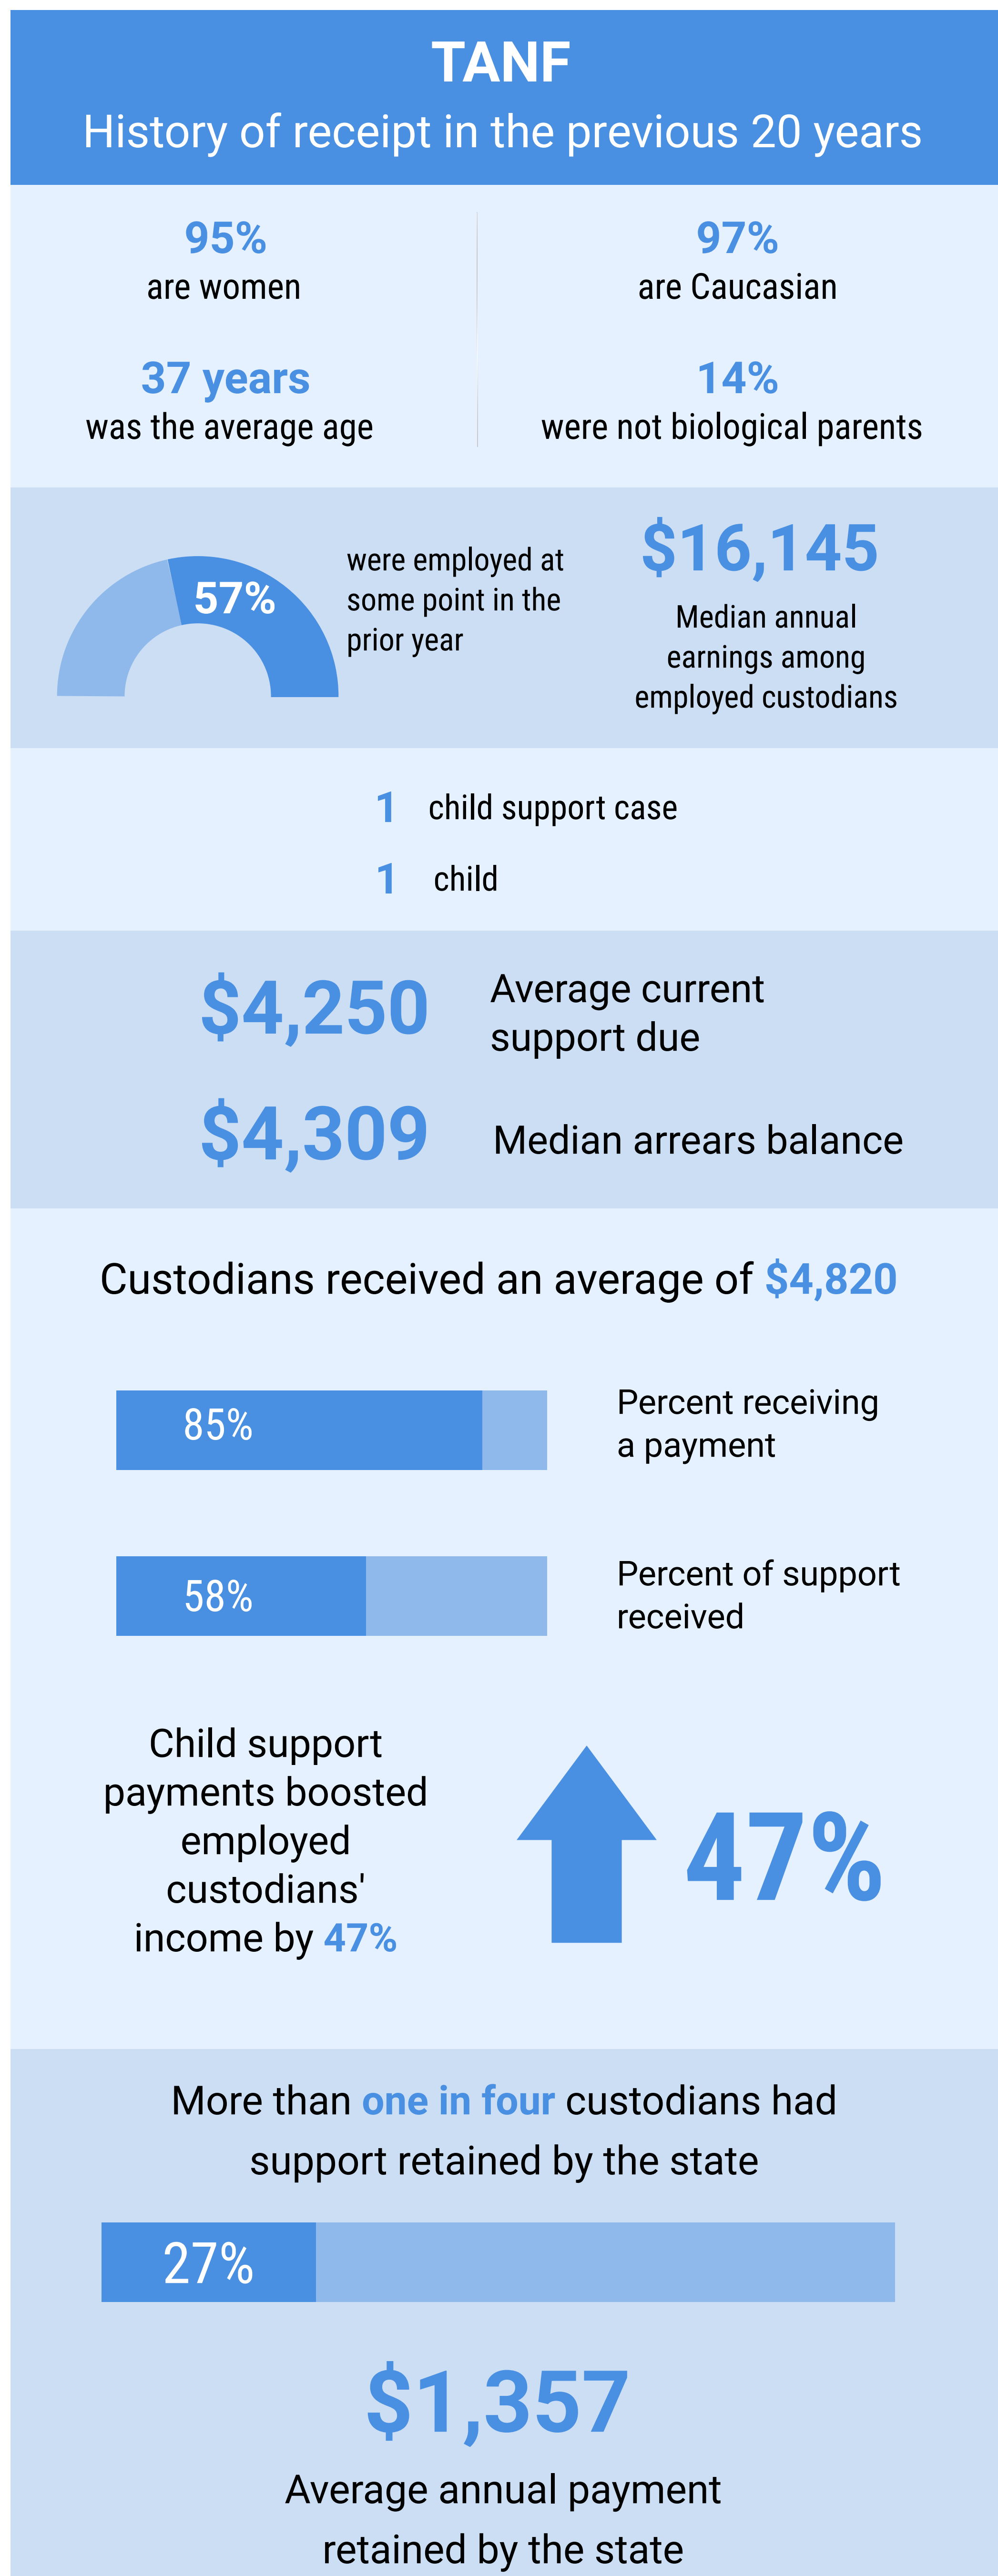 TANF
History of receipt in the previous 20 years
95%
are women
97%
are Caucasian
37 years
was the average age
14%
were not biological parents
57%
were employed at
some point in the
prior year
$16,145
Median annual
earnings among
employed custodians
1 child support case
1 child
$4,250
Average current
support due
$4,309
Median arrears balance
Custodians received an average of $4,820
85%
Percent receiving
a payment
58%
Percent of support
received
Child support
payments boosted
employed
custodians'
income by 47%
47%
More than one in four custodians had
support retained by the state
27%
$1,357
Average annual payment
retained by the state